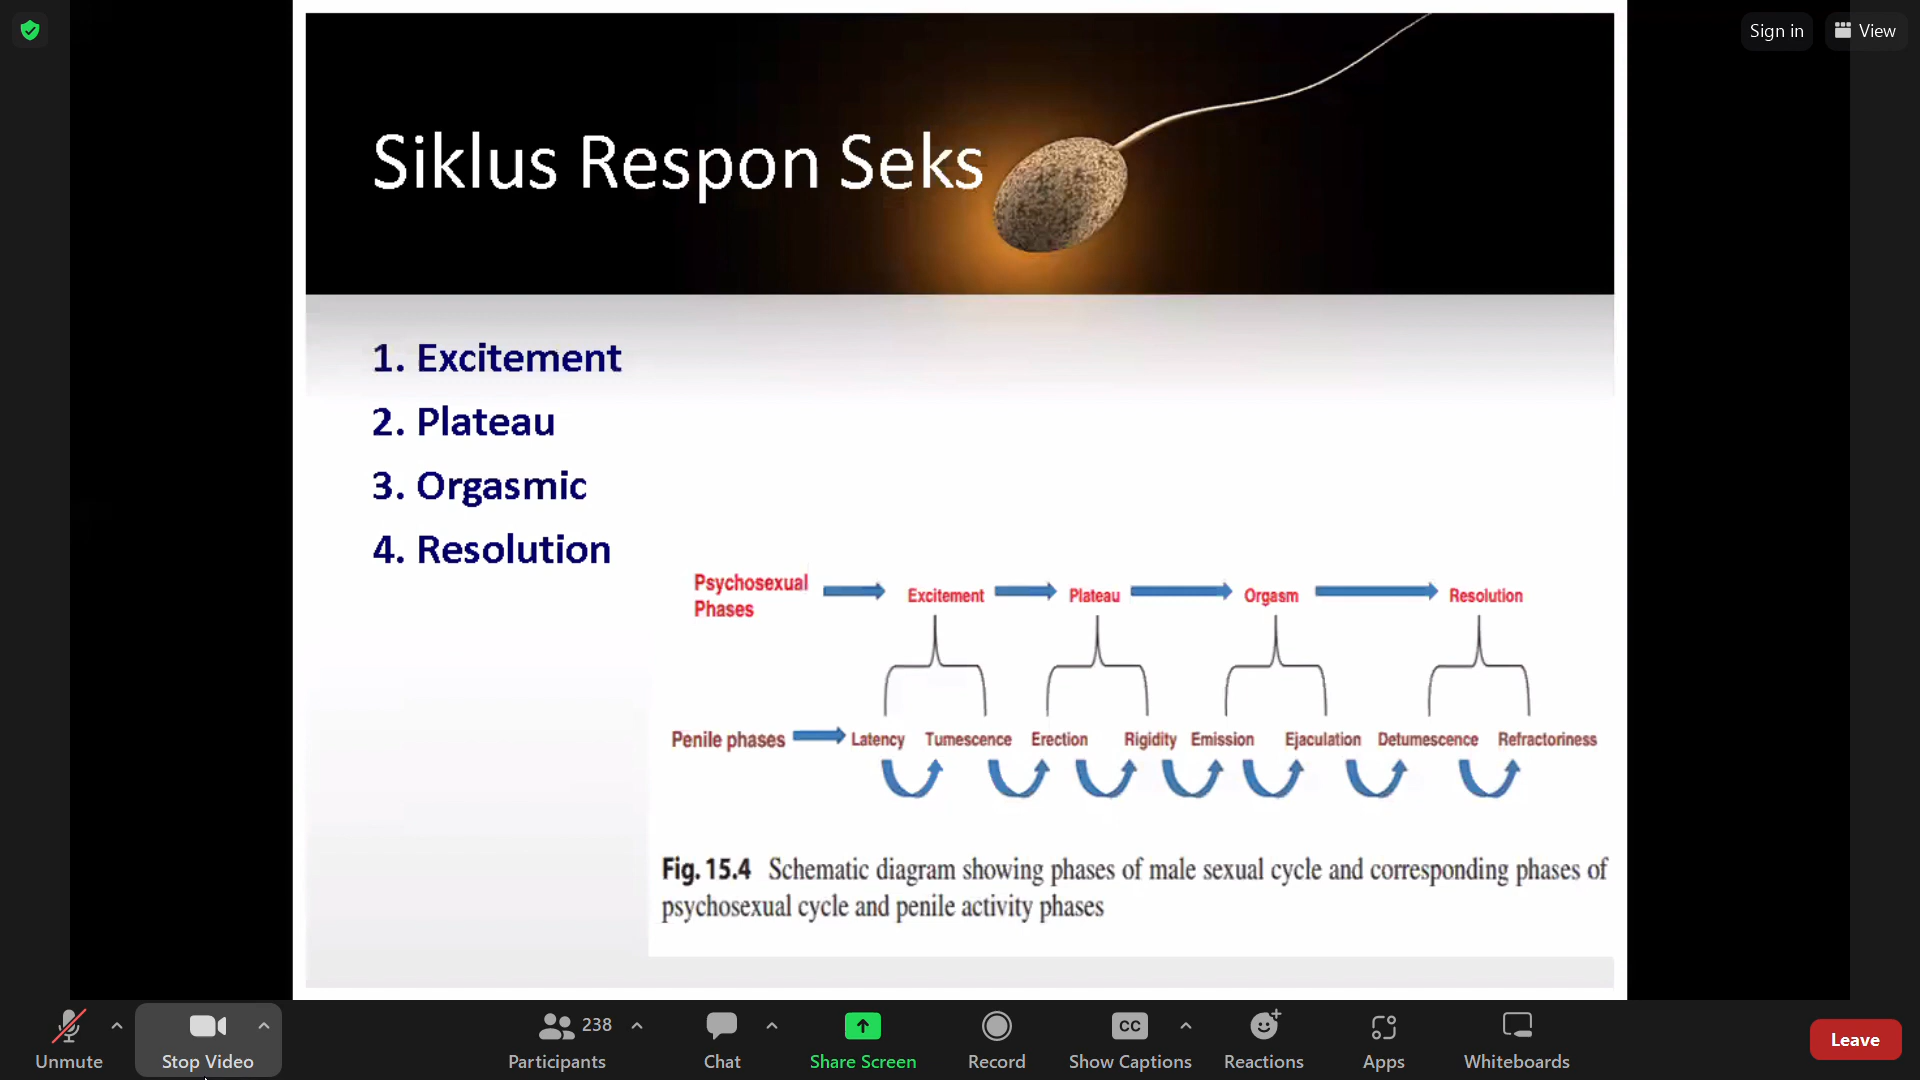 Sign in
View
Siklus Respon Seks
1. Excitement
2. Plateau
3. Orgasmic
4. Resolution
Psychosexual
Phases
Excitement
Plateau
Orgasm
Resolution
Penile phases
Latency
Tumescence
Erection
Rigidity
Emission
Ejaculation
Detumescence
Refractoriness
Fig. 15.4 Schematic diagram showing phases of male sexual cycle and corresponding phases of
psychosexual cycle and penile activity phases
Unmute
Stop Video
238
Participants
Chat
Share Screen
Record
CC
Show Captions
Reactions
Apps
Whiteboards
Leave